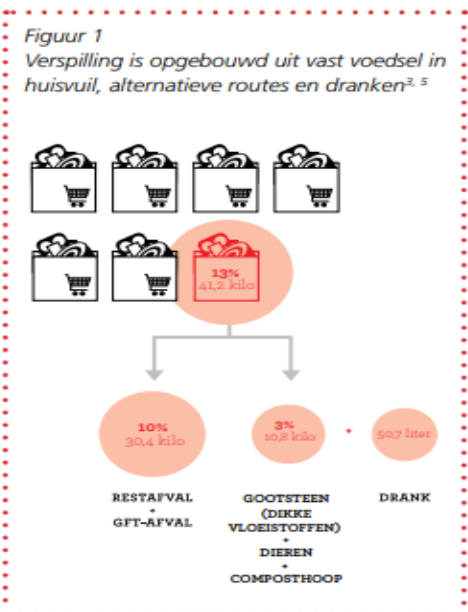 Figuur 1
Verspilling is opgebouwd uit vast voedsel in
huisvuil, alternatieve routes en dranken3, 5
13%
41,2 kilo
10%
30,4 kilo
3%
10,8 kilo
+
50,7 liter
RESTAFVAL
+
GFT-AFVAL
GOOTSTEEN
(DIKKE
VLOEISTOFFEN)
+
DIEREN
+
COMPOSTHOOP
DRANK